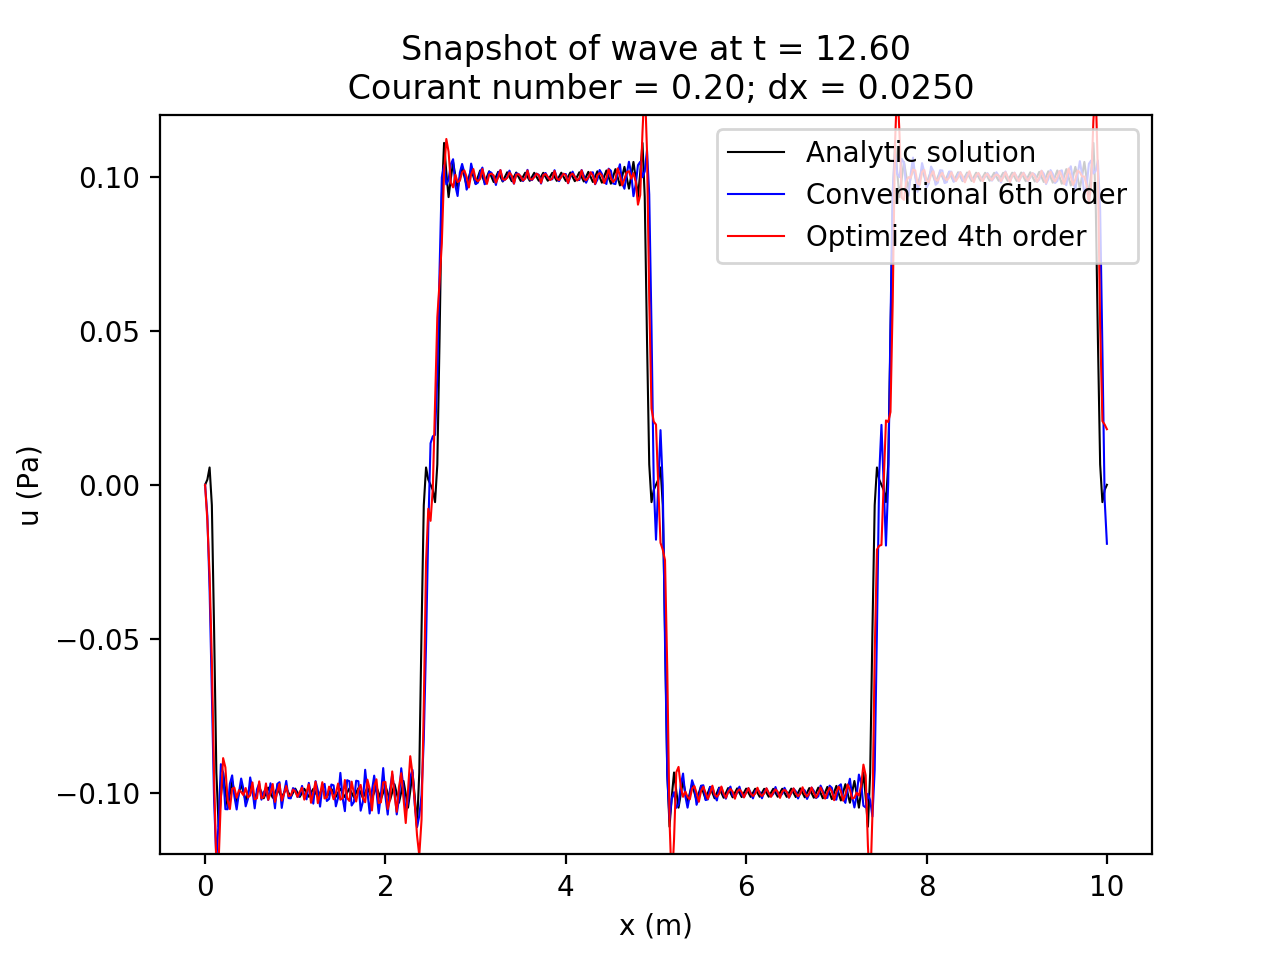 Snapshot of wave at t = 12.60
Courant number = 0.20; dx = 0.0250
Analytic solution
Conventional 6th order
Optimized 4th order
0.10
0.05
0.00
−0.05
−0.10
u (Pa)
0 2 4 6 8 10
x (m)